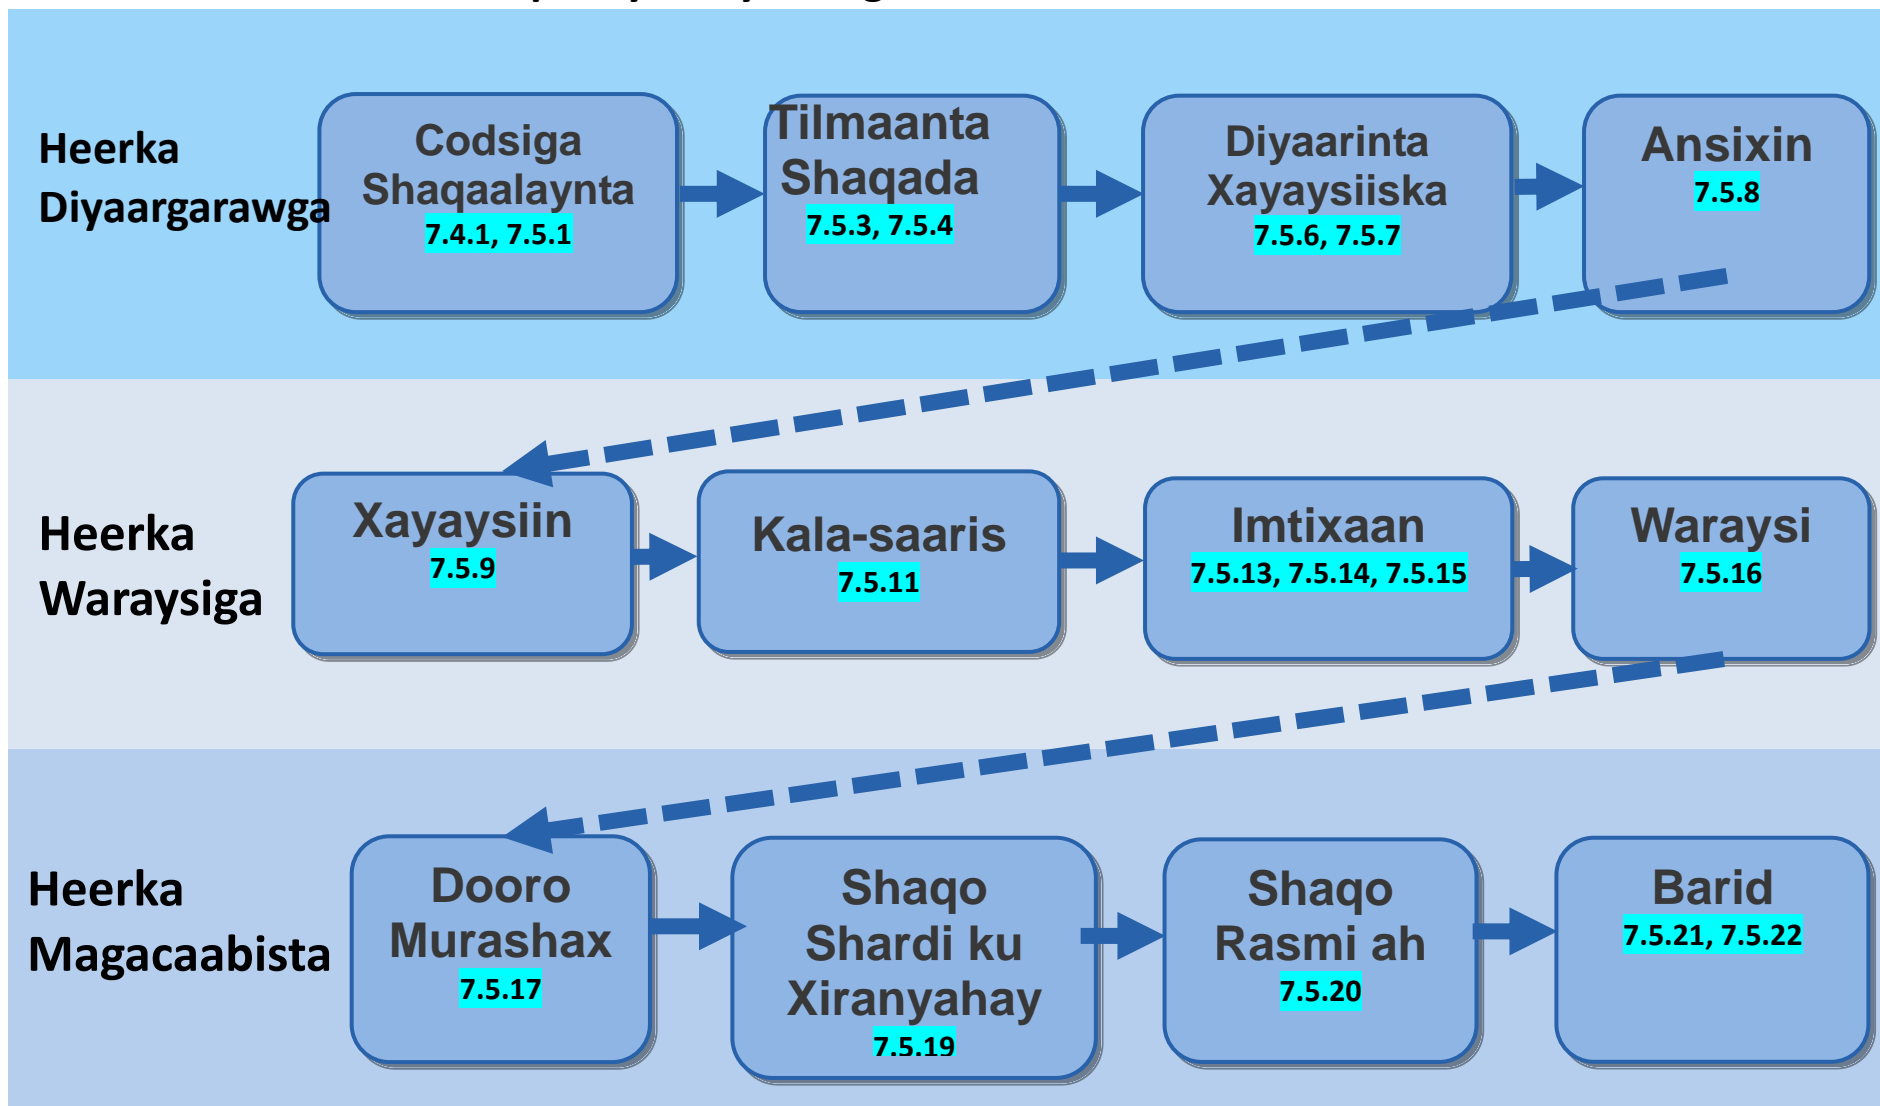 Heerka
Diyaargarawga
Codsiga
Shaqaalaynta
7.4.1, 7.5.1
Tilmaanta
Shaqada
7.5.3, 7.5.4
Diyaarinta
Xayaysiiska
7.5.6, 7.5.7
Ansixin
7.5.8
Heerka
Waraysiga
Xayaysiin
7.5.9
Kala-saaris
7.5.11
Imtixaan
7.5.13, 7.5.14, 7.5.15
Waraysi
7.5.16
Heerka
Magacaabista
Dooro
Murashax
7.5.17
Shaqo
Shardi ku
Xiranyahay
7.5.19
Shaqo
Rasmi ah
7.5.20
Barid
7.5.21, 7.5.22